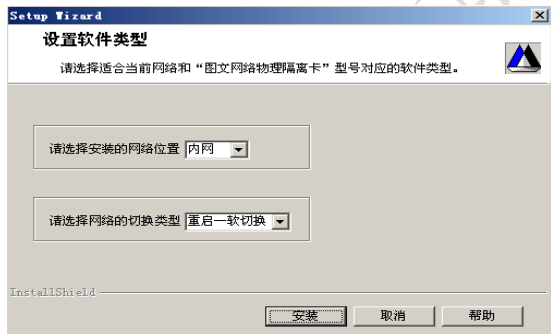 Setup Wizard
设置软件类型
请选择适合当前网络和“图文网络物理隔离卡”型号对应的软件类型。
请选择安装的网络位置 内网
请选择网络的切换类型 重启—软切换
InstallShield
安装 取消 帮助